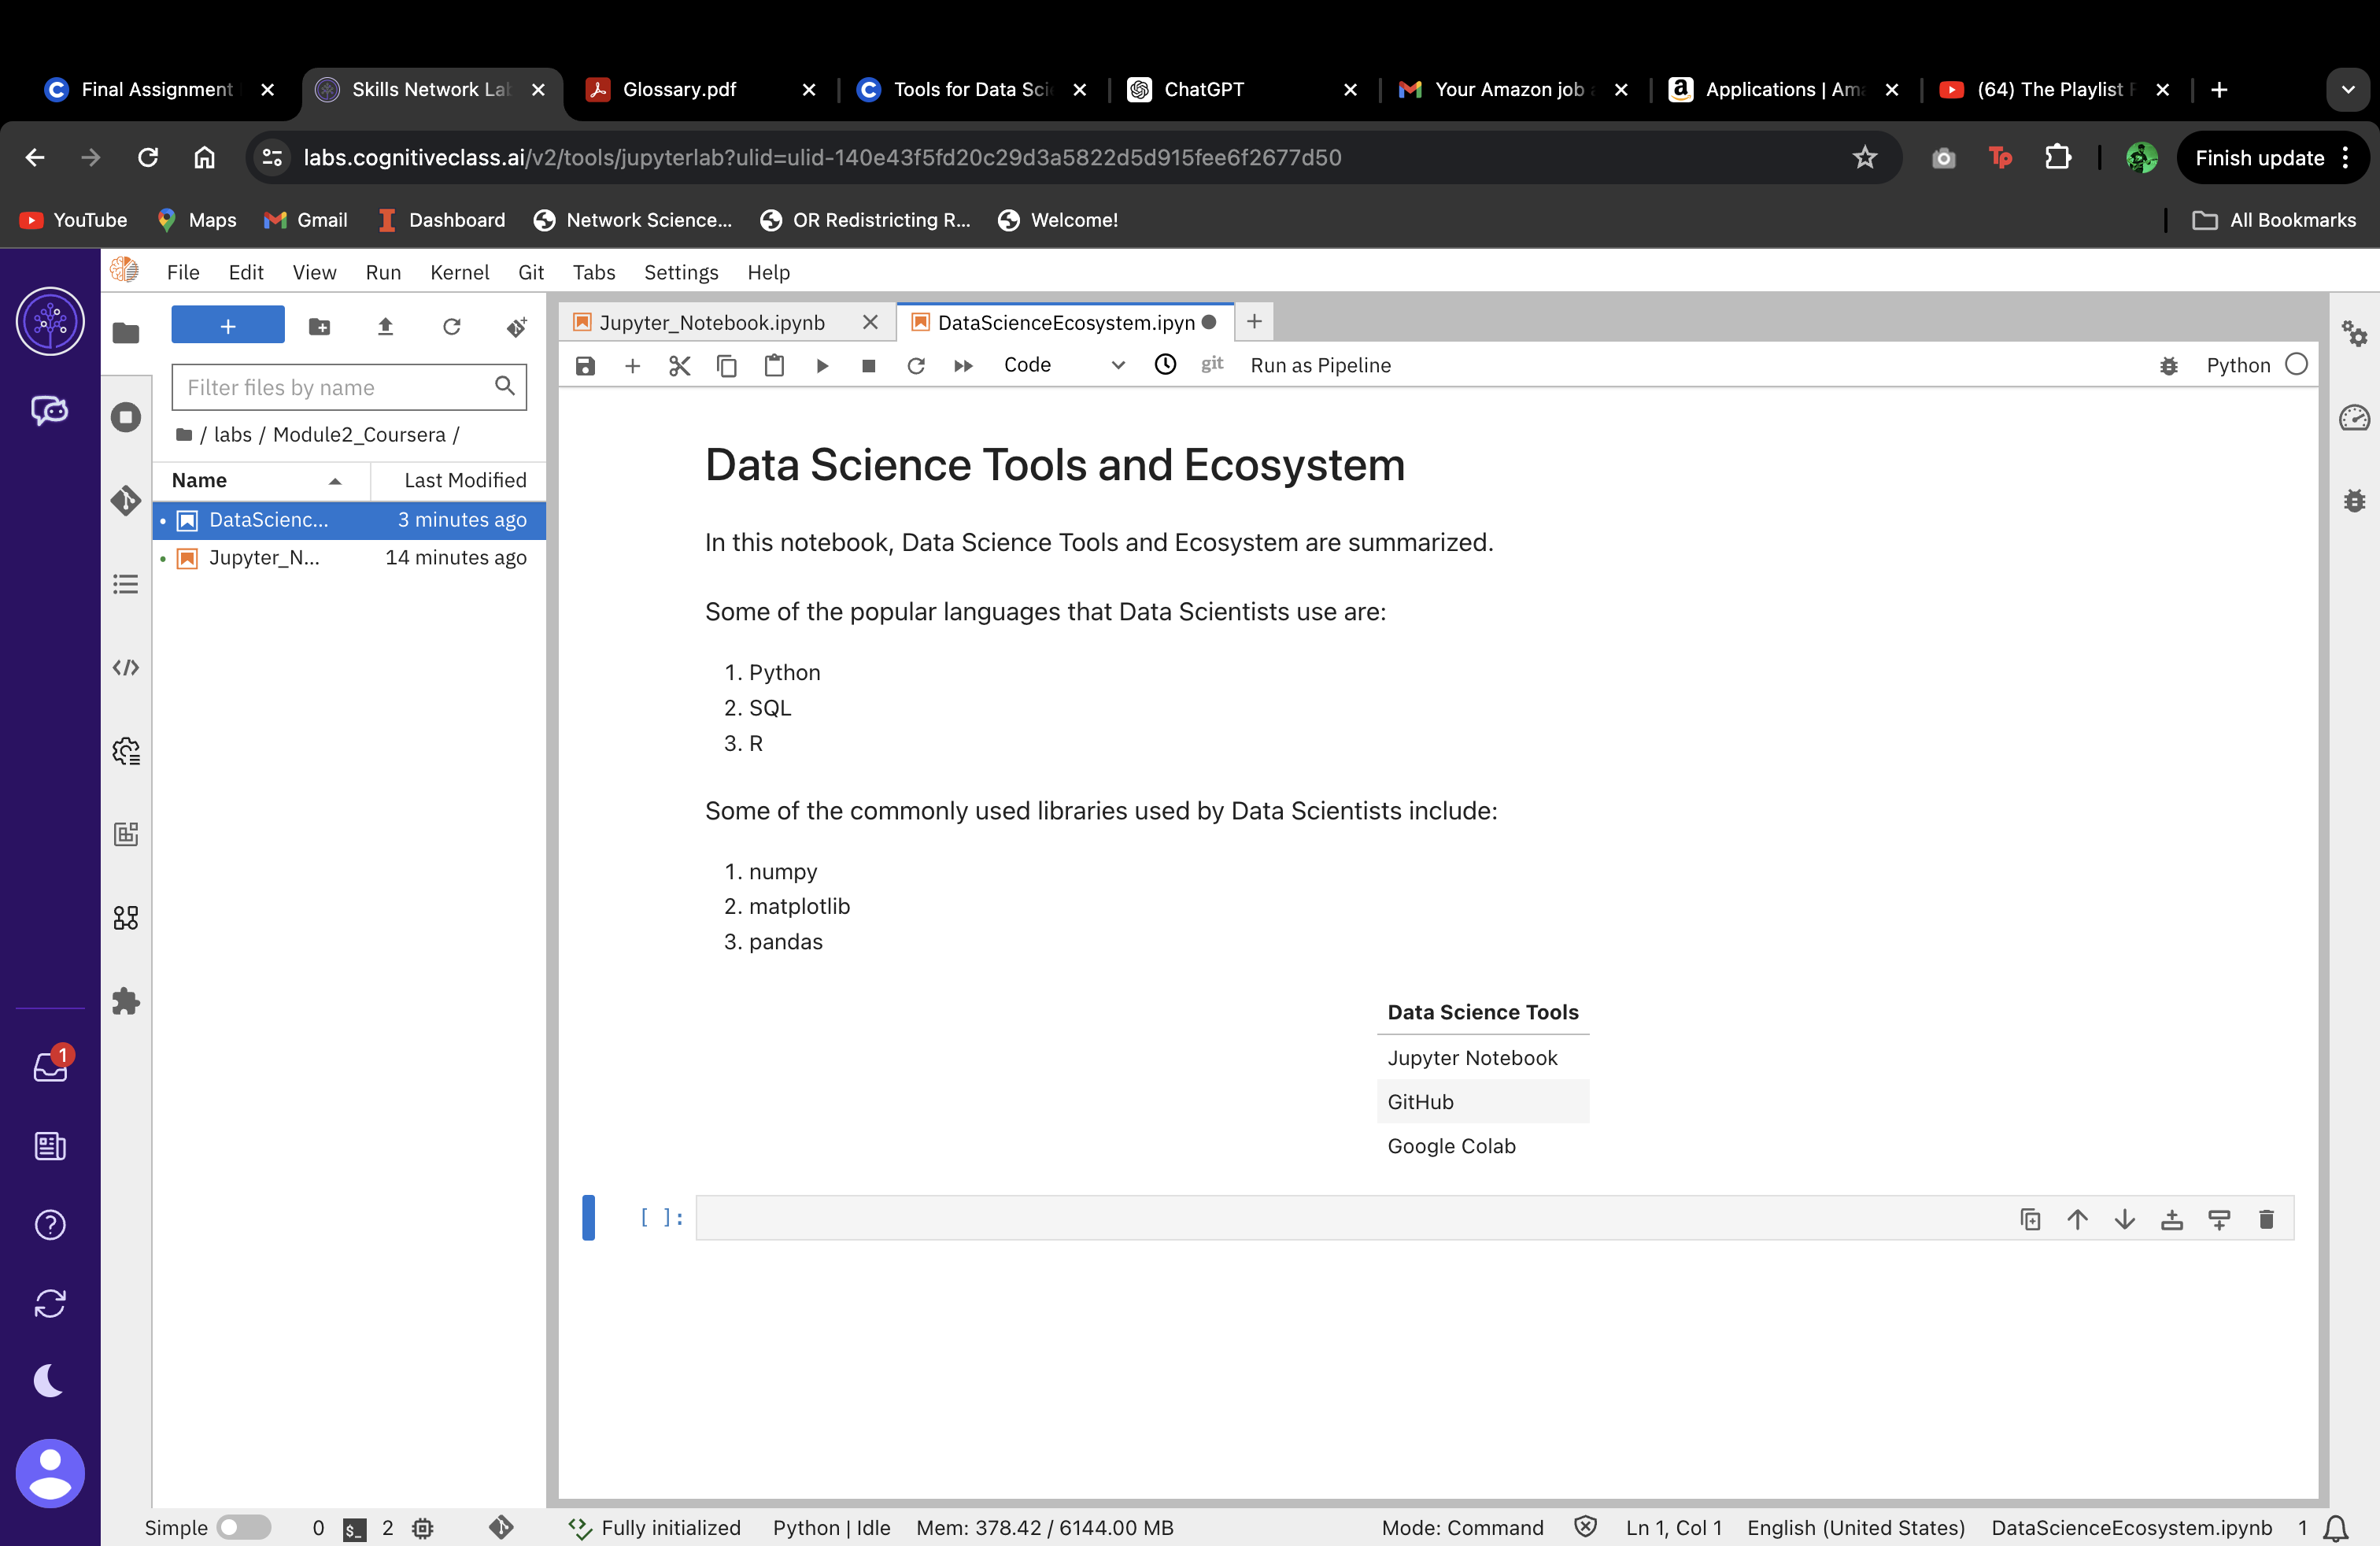 Final Assignment
Skills Network La
Glossary.pdf
Tools for Data Sci
ChatGPT
Your Amazon job
Applications | Am
(64) The Playlist
labs.cognitiveclass.ai/v2/tools/jupyterlab?ulid=ulid-140e43f5fd20c29d3a5822d5d915fee6f2677d50
Tp
Finish update
YouTube
Maps
Gmail
Dashboard
Network Science...
OR Redistricting R...
Welcome!
All Bookmarks
File Edit View Run Kernel Git Tabs Settings Help
Filter files by name
/ labs / Module2_Coursera /
Name Last Modified
DataScienc... 3 minutes ago
Jupyter_N... 14 minutes ago
Jupyter_Notebook.ipynb
DataScienceEcosystem.ipyn
Code
git
Run as Pipeline
Python
Data Science Tools and Ecosystem
In this notebook, Data Science Tools and Ecosystem are summarized.
Some of the popular languages that Data Scientists use are:
1. Python
2. SQL
3. R
Some of the commonly used libraries used by Data Scientists include:
1. numpy
2. matplotlib
3. pandas
Data Science Tools
Jupyter Notebook
GitHub
Google Colab
[ ]:
1
Simple 0 $_ 2 Fully initialized Python | Idle Mem: 378.42 / 6144.00 MB Mode: Command Ln 1, Col 1 English (United States) DataScienceEcosystem.ipynb 1